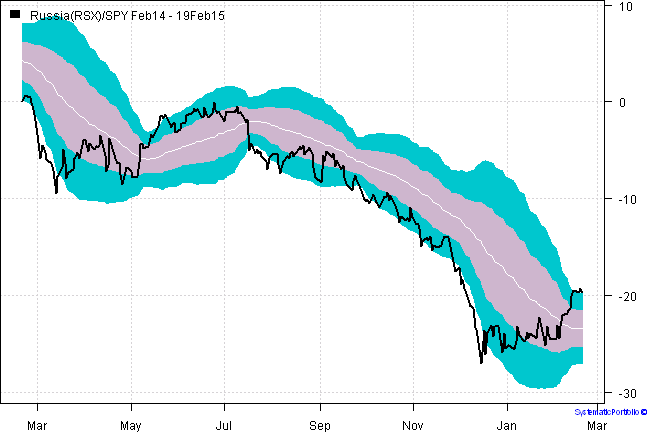 Russia(RSX)/SPY Feb14 - 19Feb15
10
0
-10
-20
-30
Mar May Jul Sep Nov Jan Mar
SystematicPortfolio ©